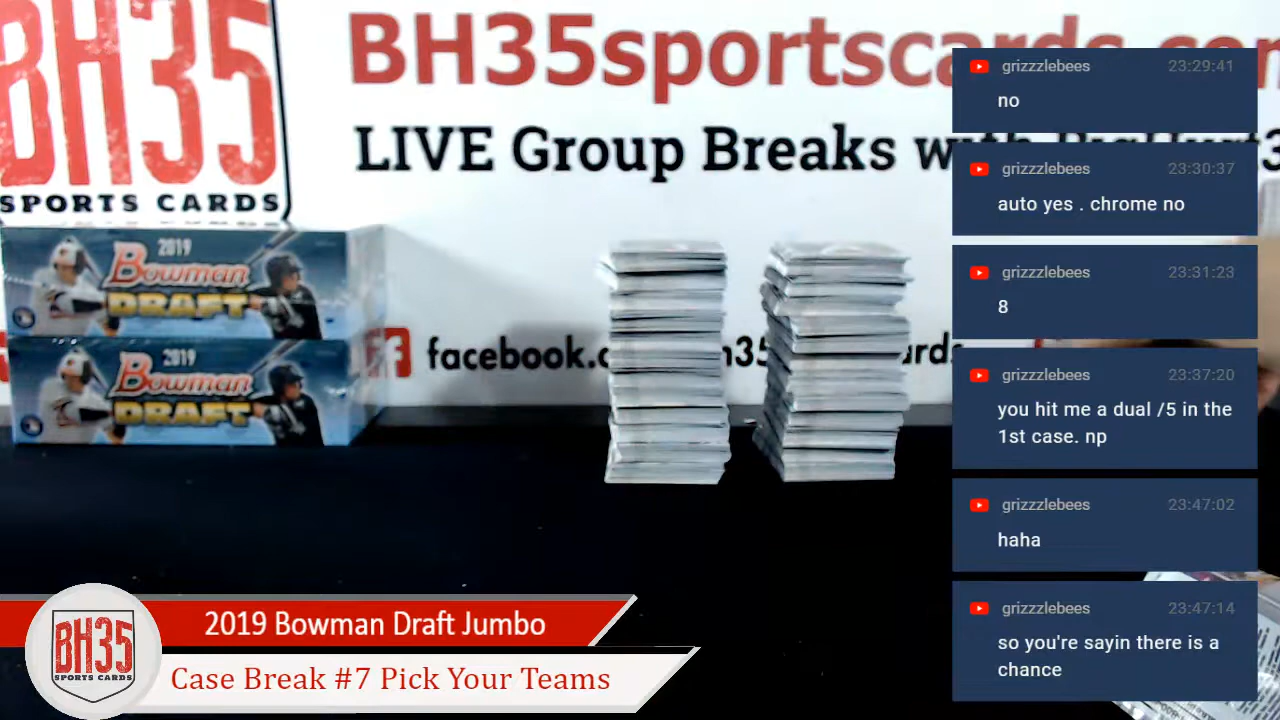 BH35
SPORTS CARDS
BH35sportscards.com
LIVE Group Breaks
facebook.
2019
Bowman
DRAFT
2019
Bowman
DRAFT
grizzzlebees 23:29:41
no
grizzzlebees 23:30:37
auto yes . chrome no
grizzzlebees 23:31:23
8
grizzzlebees 23:37:20
you hit me a dual /5 in the
1st case. np
grizzzlebees 23:47:02
haha
grizzzlebees 23:47:14
so you're sayin there is a
chance
2019 Bowman Draft Jumbo
Case Break #7 Pick Your Teams
BH35
SPORTS CARDS